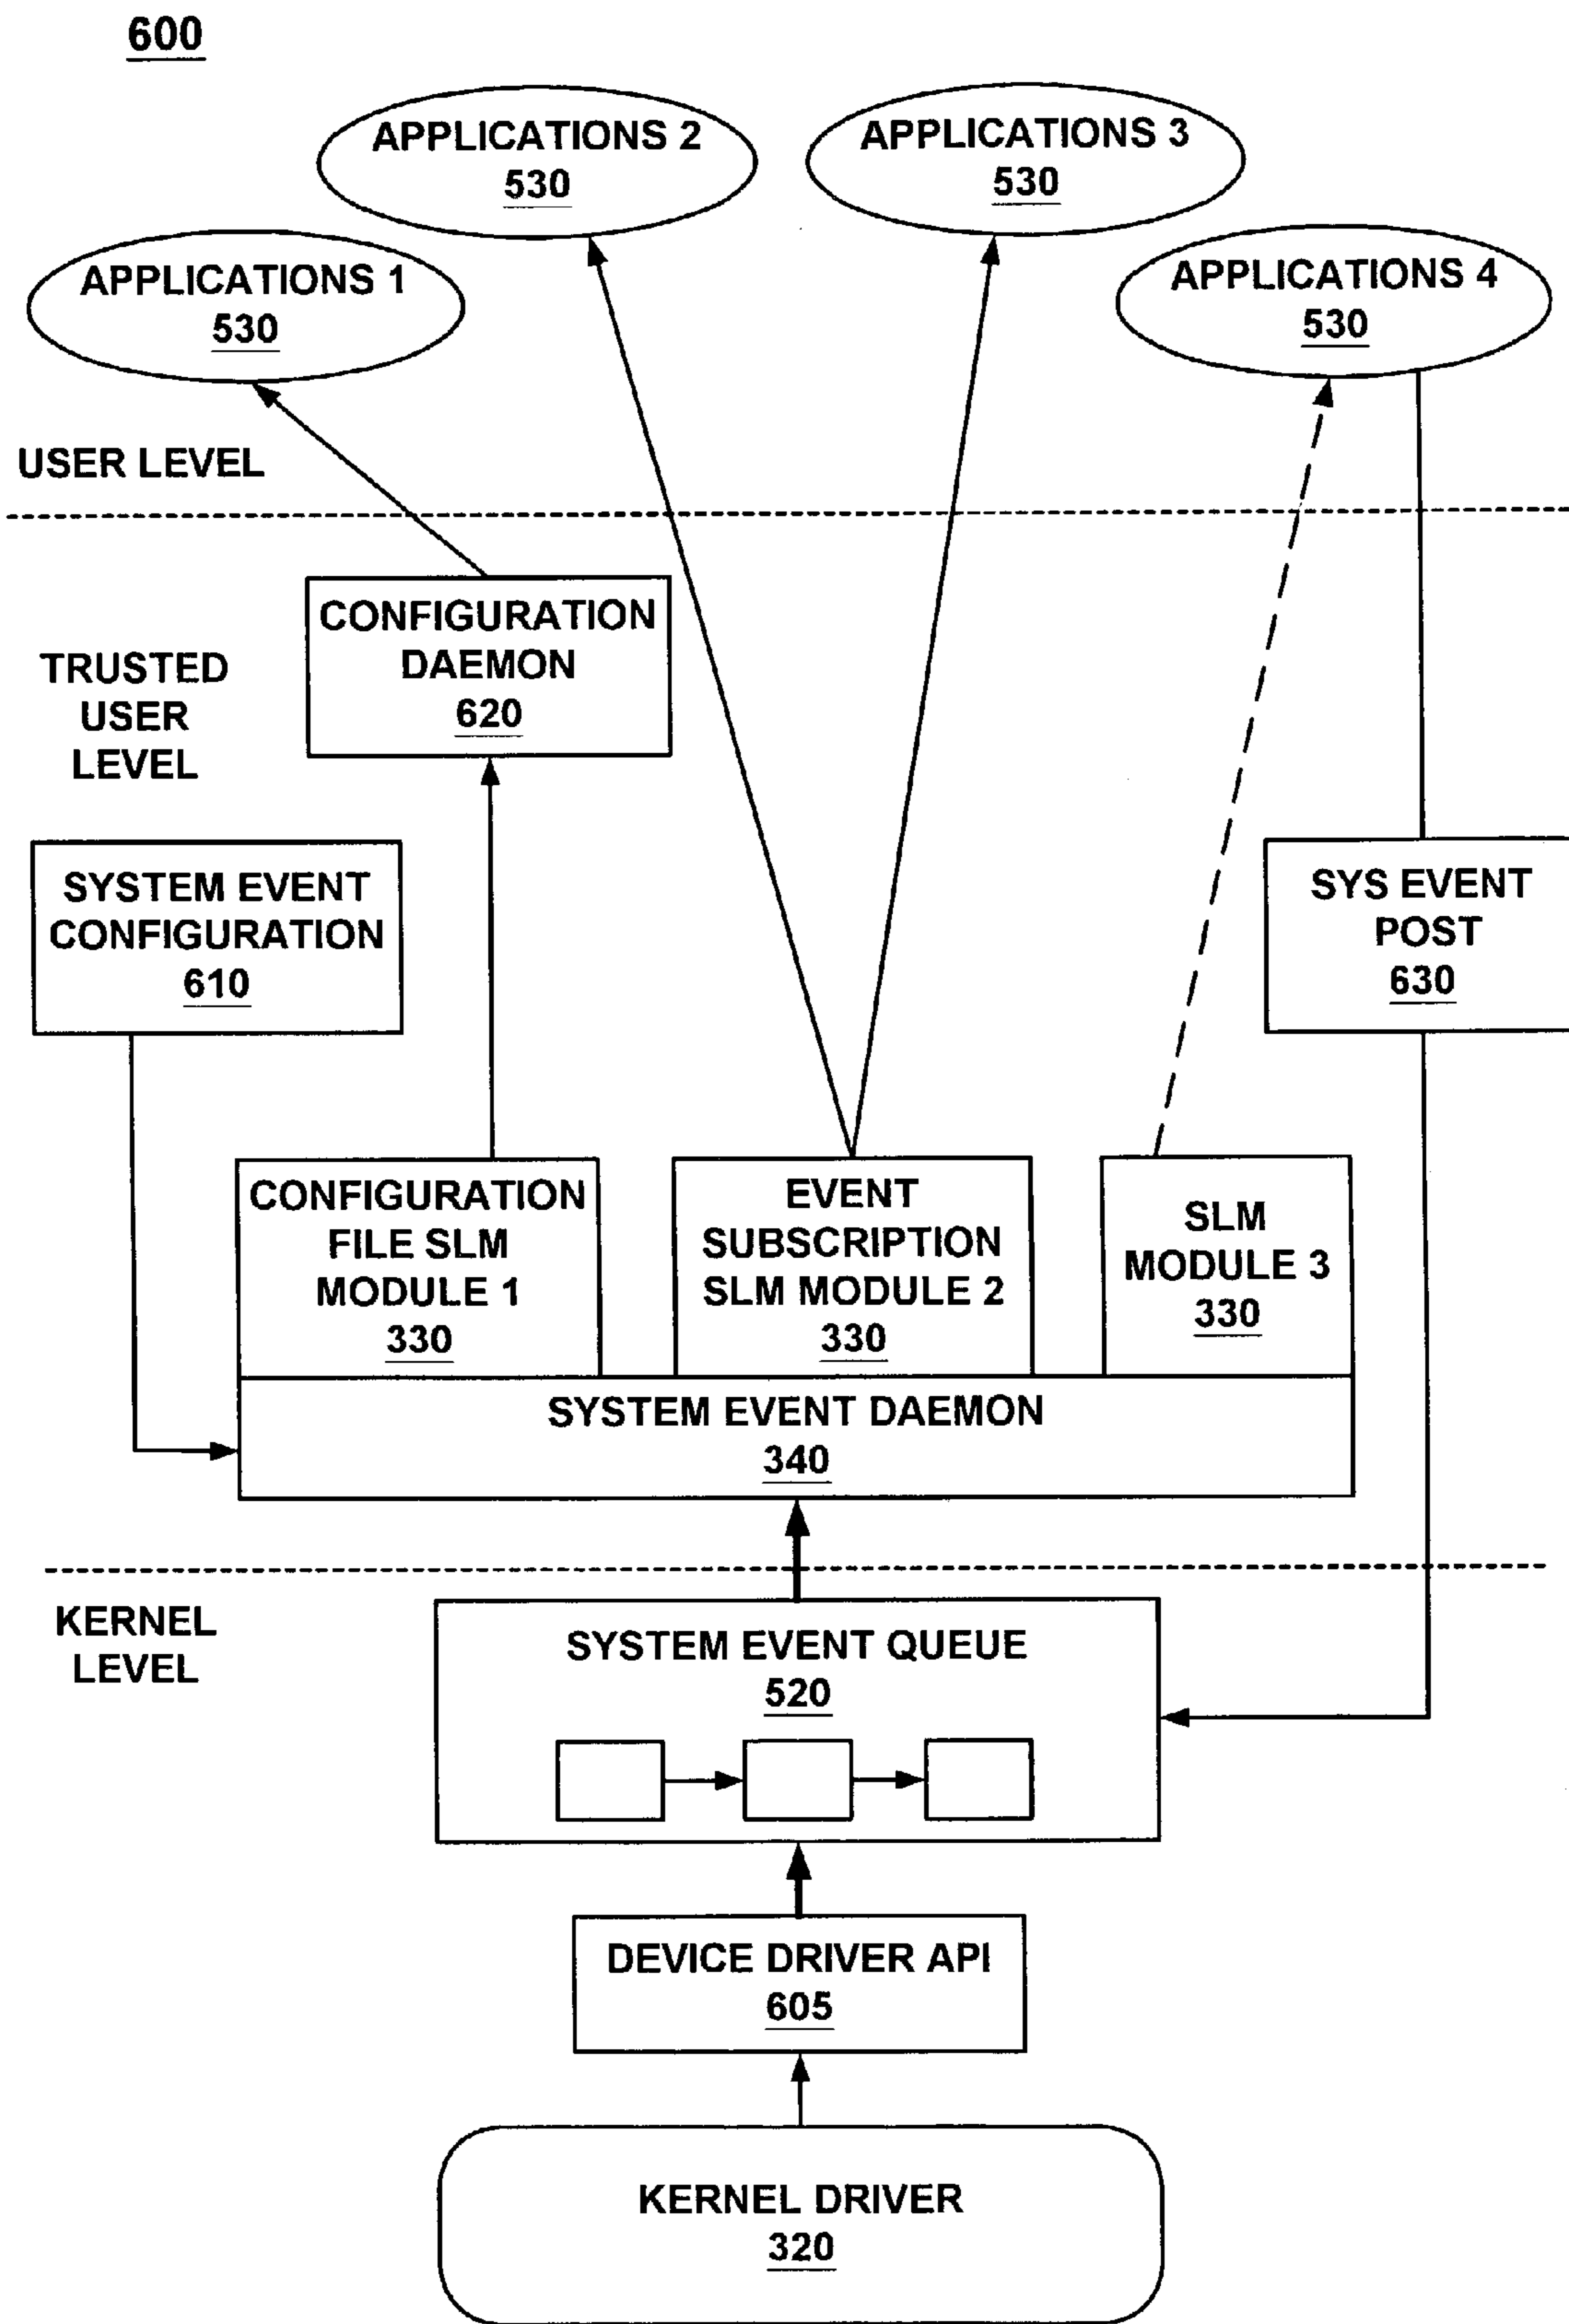 600
APPLICATIONS 2
530
APPLICATIONS 3
530
APPLICATIONS 1
530
APPLICATIONS 4
530
USER LEVEL
CONFIGURATION
DAEMON
620
TRUSTED
USER
LEVEL
SYSTEM EVENT
CONFIGURATION
610
SYS EVENT
POST
630
CONFIGURATION
FILE SLM
MODULE 1
330
EVENT
SUBSCRIPTION
SLM MODULE 2
330
SLM
MODULE 3
330
SYSTEM EVENT DAEMON
340
KERNEL
LEVEL
SYSTEM EVENT QUEUE
520
DEVICE DRIVER API
605
KERNEL DRIVER
320